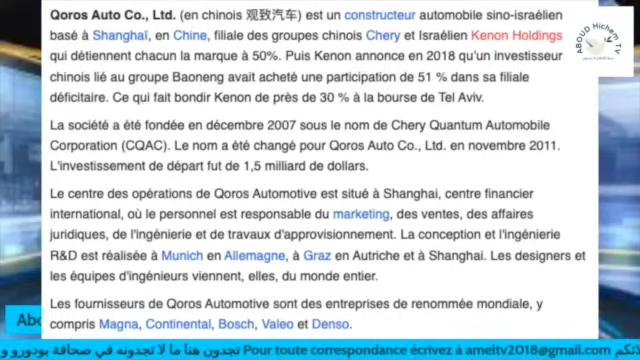 Qoros Auto Co., Ltd. (en chinois 观致汽车) est un constructeur automobile sino-israélien
basé à Shanghaï, en Chine, filiale des groupes chinois Chery et Israélien Kenon Holdings
qui détiennent chacun la marque à 50%. Puis Kenon annonce en 2018 qu'un investisseur
chinois lié au groupe Baoneng avait acheté une participation de 51 % dans sa filiale
déficitaire. Ce qui fait bondir Kenon de près de 30 % à la bourse de Tel Aviv.
La société a été fondée en décembre 2007 sous le nom de Chery Quantum Automobile
Corporation (CQAC). Le nom a été changé pour Qoros Auto Co., Ltd. en novembre 2011.
L'investissement de départ fut de 1,5 milliard de dollars.
Le centre des opérations de Qoros Automotive est situé à Shanghai, centre financier
international, où le personnel est responsable du marketing, des ventes, des affaires
juridiques, de l'ingénierie et de travaux d'approvisionnement. La conception et l'ingénierie
R&D est réalisée à Munich en Allemagne, à Graz en Autriche et à Shanghai. Les designers et
les équipes d'ingénieurs viennent, elles, du monde entier.
Les fournisseurs de Qoros Automotive sont des entreprises de renommée mondiale, y
compris Magna, Continental, Bosch, Valeo et Denso.
ABOUD Hichem TV
Abo
تجدون هنا ما لا تجدونه في صحافة بودورو و Pour toute correspondance écrivez à ameltv2018@gmail.com